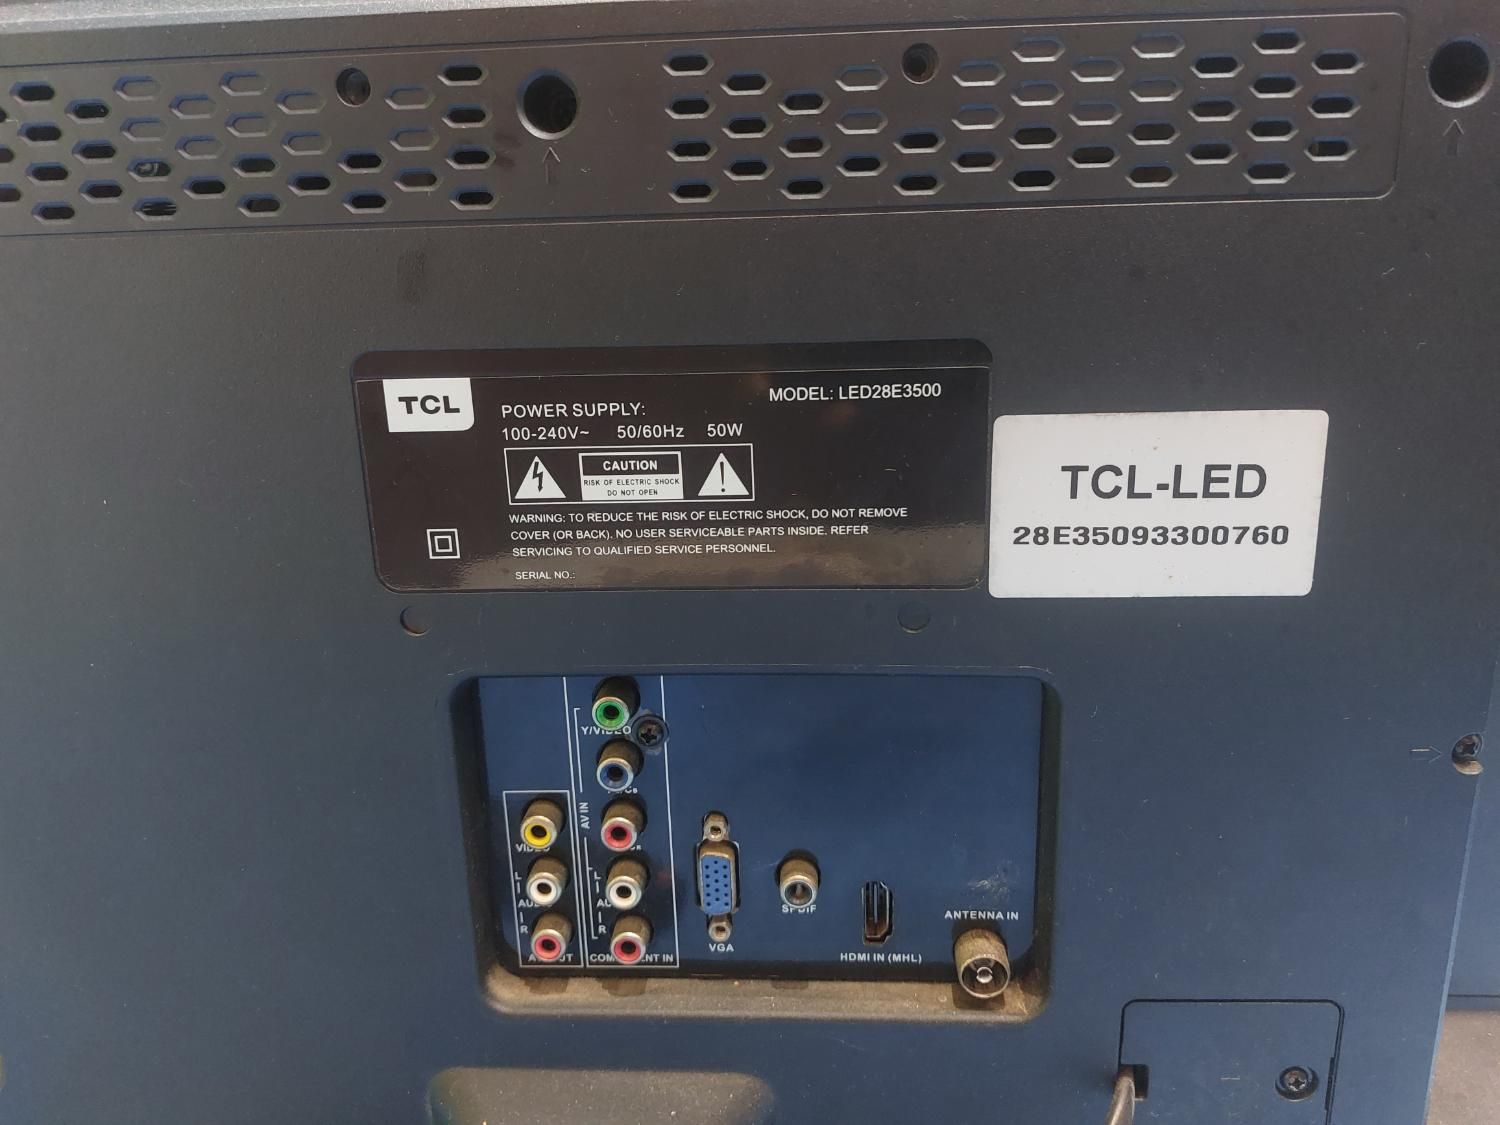 TCL
MODEL: LED28E3500
POWER SUPPLY:
100-240V~ 50/60Hz 50W
CAUTION
RISK OF ELECTRIC SHOCK
DO NOT OPEN
WARNING: TO REDUCE THE RISK OF ELECTRIC SHOCK, DO NOT REMOVE
COVER (OR BACK). NO USER SERVICEABLE PARTS INSIDE. REFER
SERVICING TO QUALIFIED SERVICE PERSONNEL.
SERIAL NO.:
TCL-LED
28E35093300760
Y/VIDEO
AV IN
VIDEO
L
R
L
R
COMPONENT IN
VGA
SPDIF
HDMI IN (MHL)
ANTENNA IN